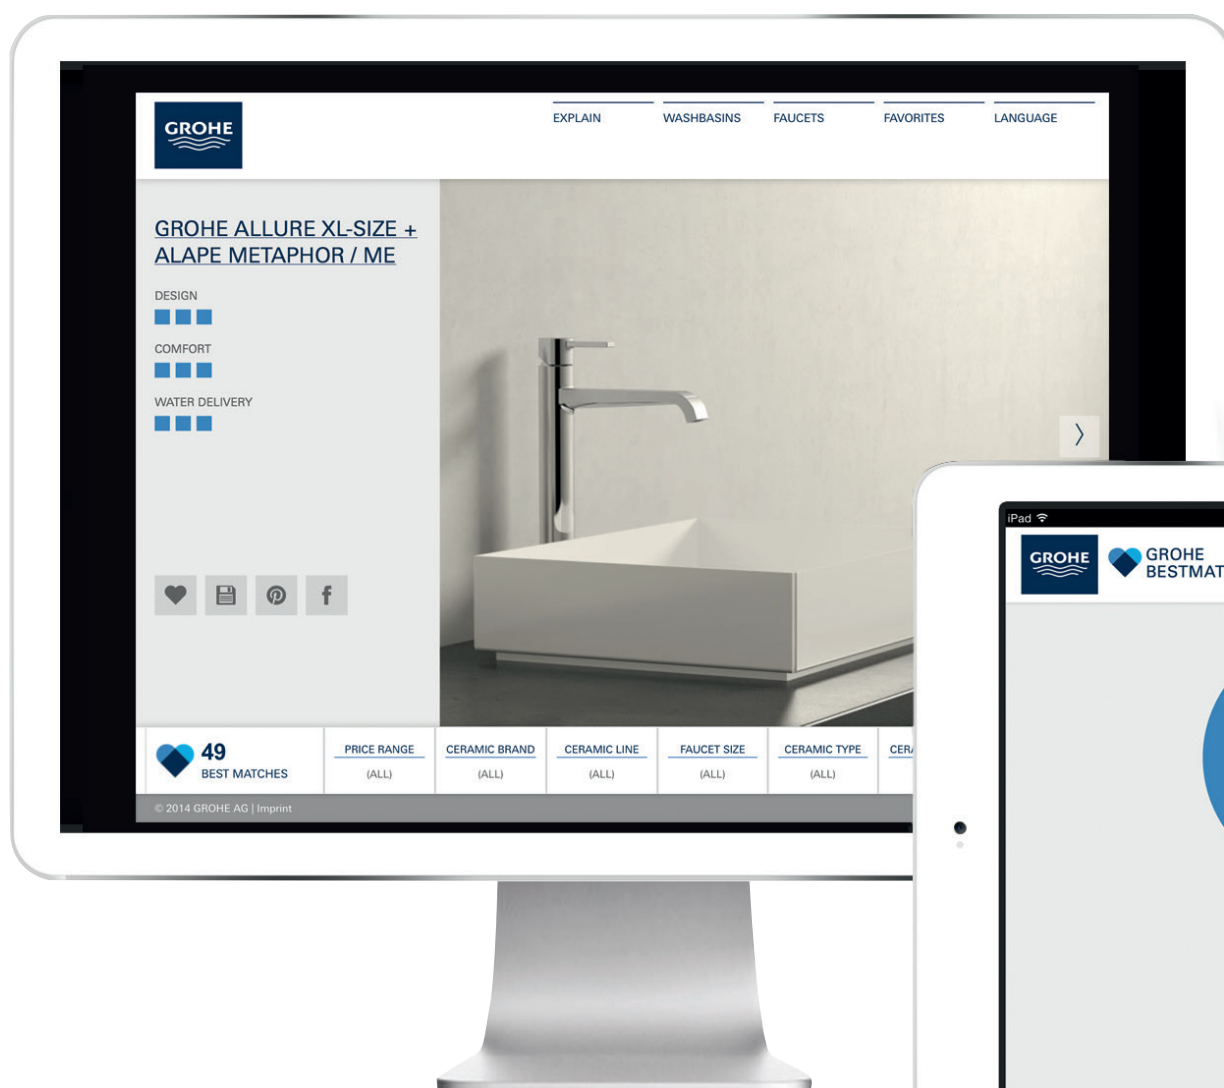 GROHE
EXPLAIN
WASHBASINS
FAUCETS
FAVORITES
LANGUAGE
GROHE ALLURE XL-SIZE +
ALAPE METAPHOR / ME
DESIGN
COMFORT
WATER DELIVERY
49
BEST MATCHES
PRICE RANGE
(ALL)
CERAMIC BRAND
(ALL)
CERAMIC LINE
(ALL)
FAUCET SIZE
(ALL)
CERAMIC TYPE
(ALL)
© 2014 GROHE AG | Imprint
iPad
GROHE
GROHE